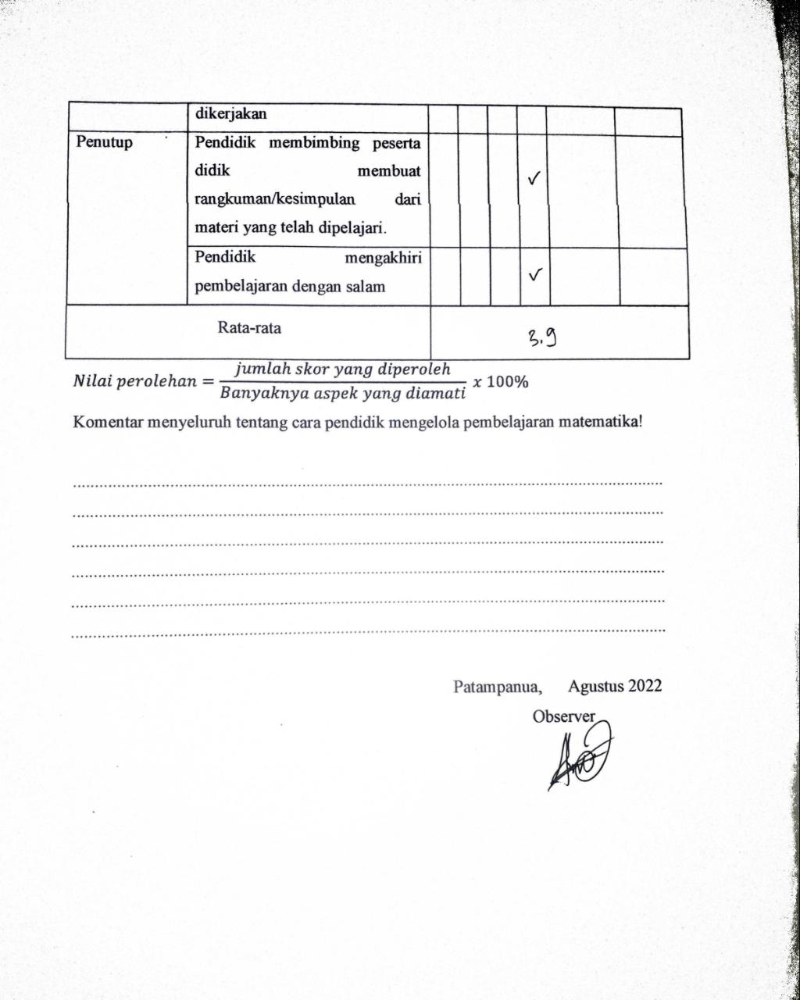 dikerjakan
Penutup
Pendidik membimbing peserta
didik membuat
rangkuman/kesimpulan dari
materi yang telah dipelajari.
✓
Pendidik mengakhiri
pembelajaran dengan salam
✓
Rata-rata
3.9
Nilai perolehan = jumlah skor yang diperoleh / Banyaknya aspek yang diamati x 100%
Komentar menyeluruh tentang cara pendidik mengelola pembelajaran matematika!
Patampanua, Agustus 2022
Observer